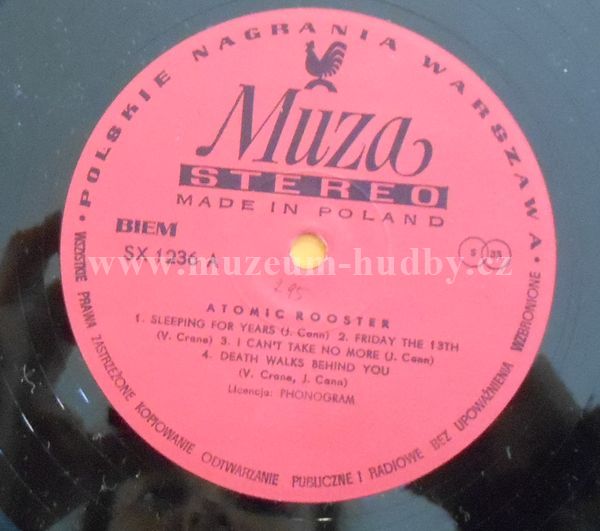 • POLSKIE NAGRANIA WARSZAWA •
Muza
STEREO
MADE IN POLAND
BIEM
SX 1236 A
S 33
www.muzeum-hudby.cz
295
ATOMIC ROOSTER
1. SLEEPING FOR YEARS (J. Cann) 2. FRIDAY THE 13TH
(V. Crane) 3. I CAN'T TAKE NO MORE (J. Cann)
4. DEATH WALKS BEHIND YOU
(V. Crane, J. Cann)
Licencja: PHONOGRAM
WSZYSTKIE PRAWA ZASTRZEŻONE KOPIOWANIE ODTWARZANIE PUBLICZNE I RADIOWE BEZ UPOWAŻNIENIA WZBRONIONE